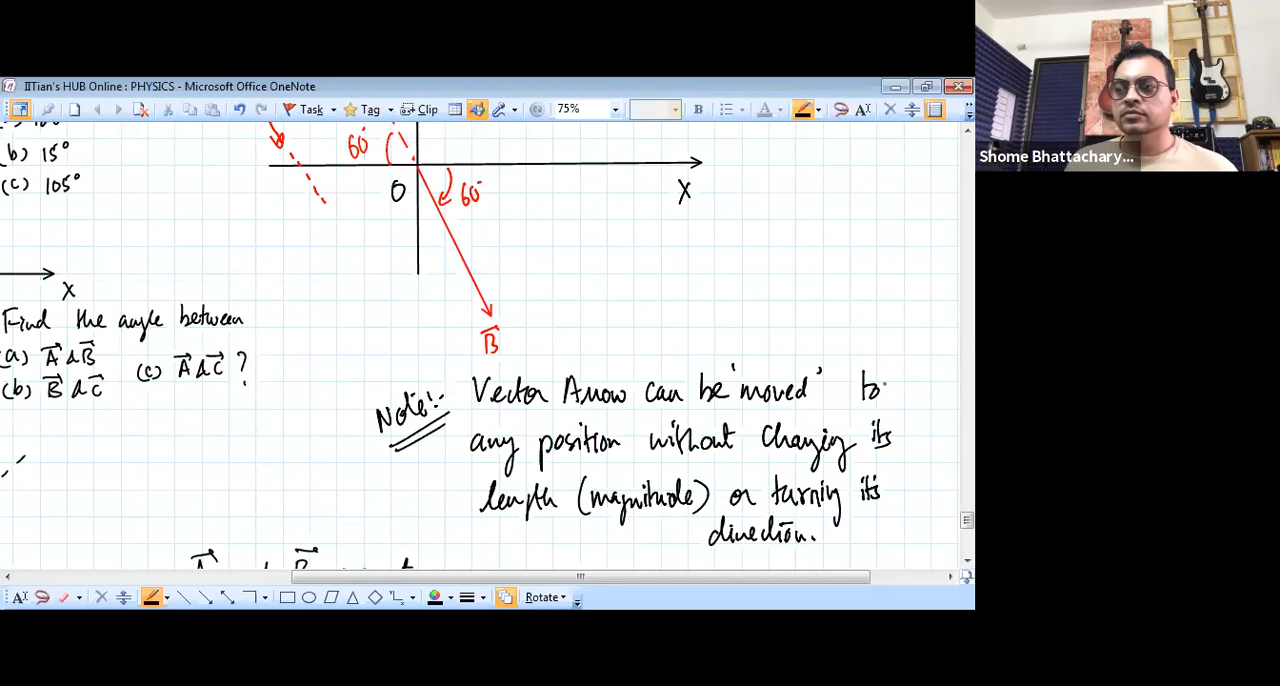 IITian's HUB Online : PHYSICS - Microsoft Office OneNote
Task Tag Clip 75% B A
(b) 15°
(c) 105°
60°
O
60°
X
X
B
Find the angle between
(a) A & B
(b) B & C
(c) A & C ?
Note:-
Vector Arrow can be 'moved' to
any position without changing its
length (magnitude) or turning its
direction.
A B
Rotate
Shome Bhattachary...